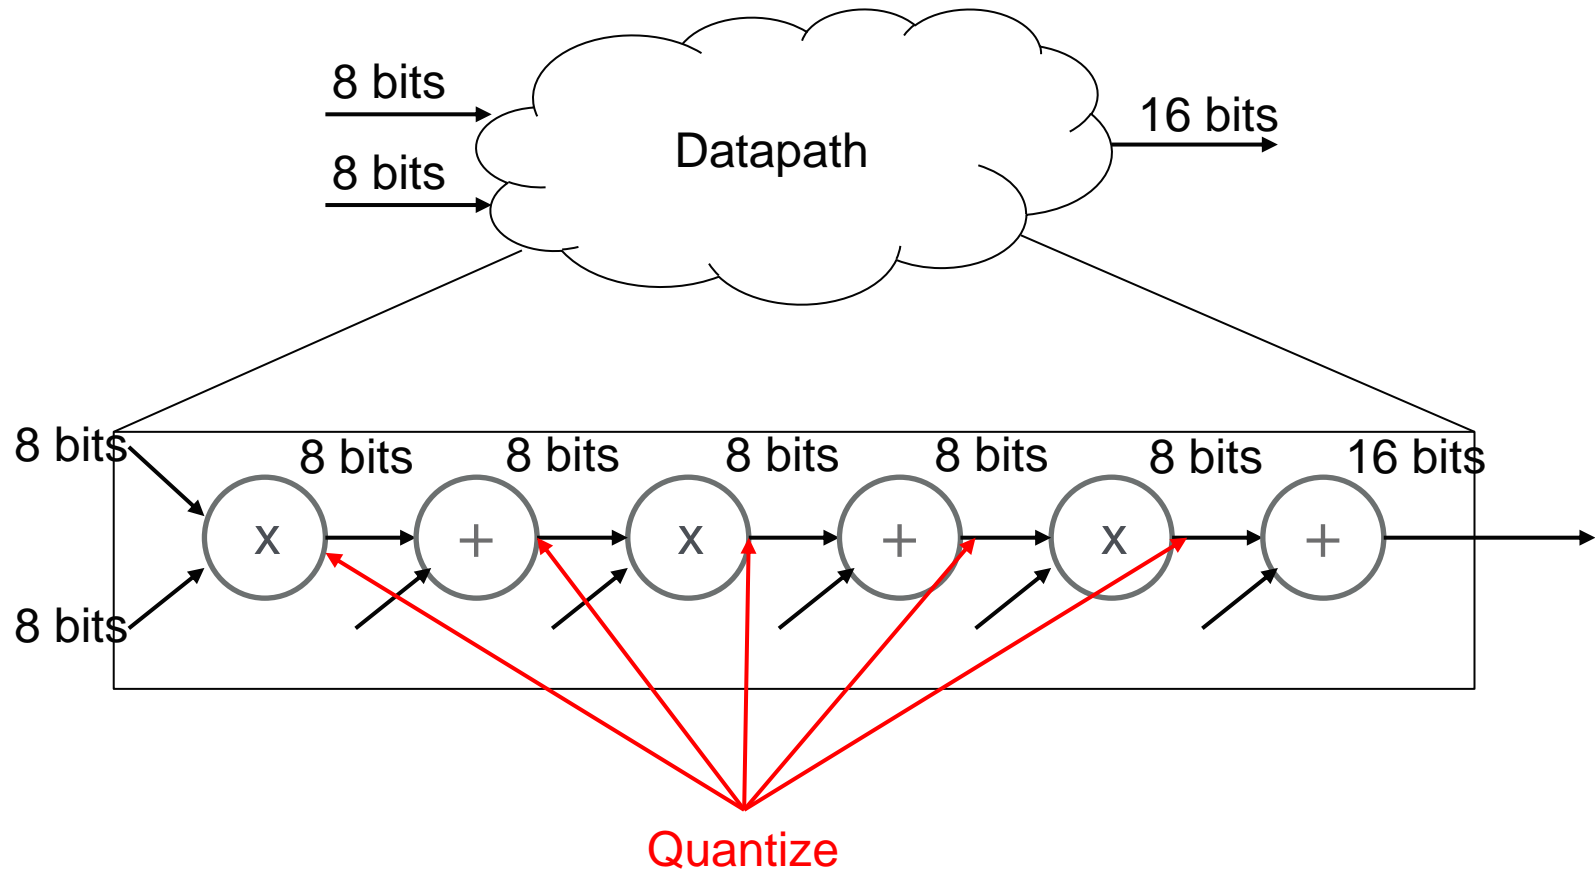 8 bits
8 bits
Datapath
16 bits
8 bits
8 bits
8 bits
8 bits
8 bits
8 bits
16 bits
x
+
x
+
x
+
8 bits
Quantize